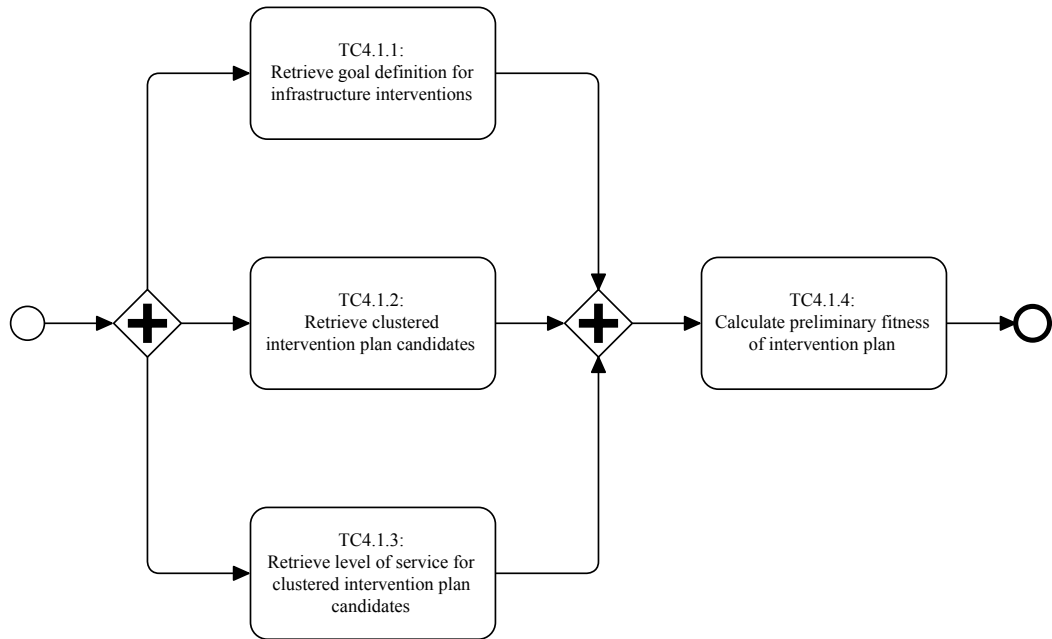 TC4.1.1:
Retrieve goal definition for
infrastructure interventions
TC4.1.2:
Retrieve clustered
intervention plan candidates
TC4.1.4:
Calculate preliminary fitness
of intervention plan
TC4.1.3:
Retrieve level of service for
clustered intervention plan
candidates